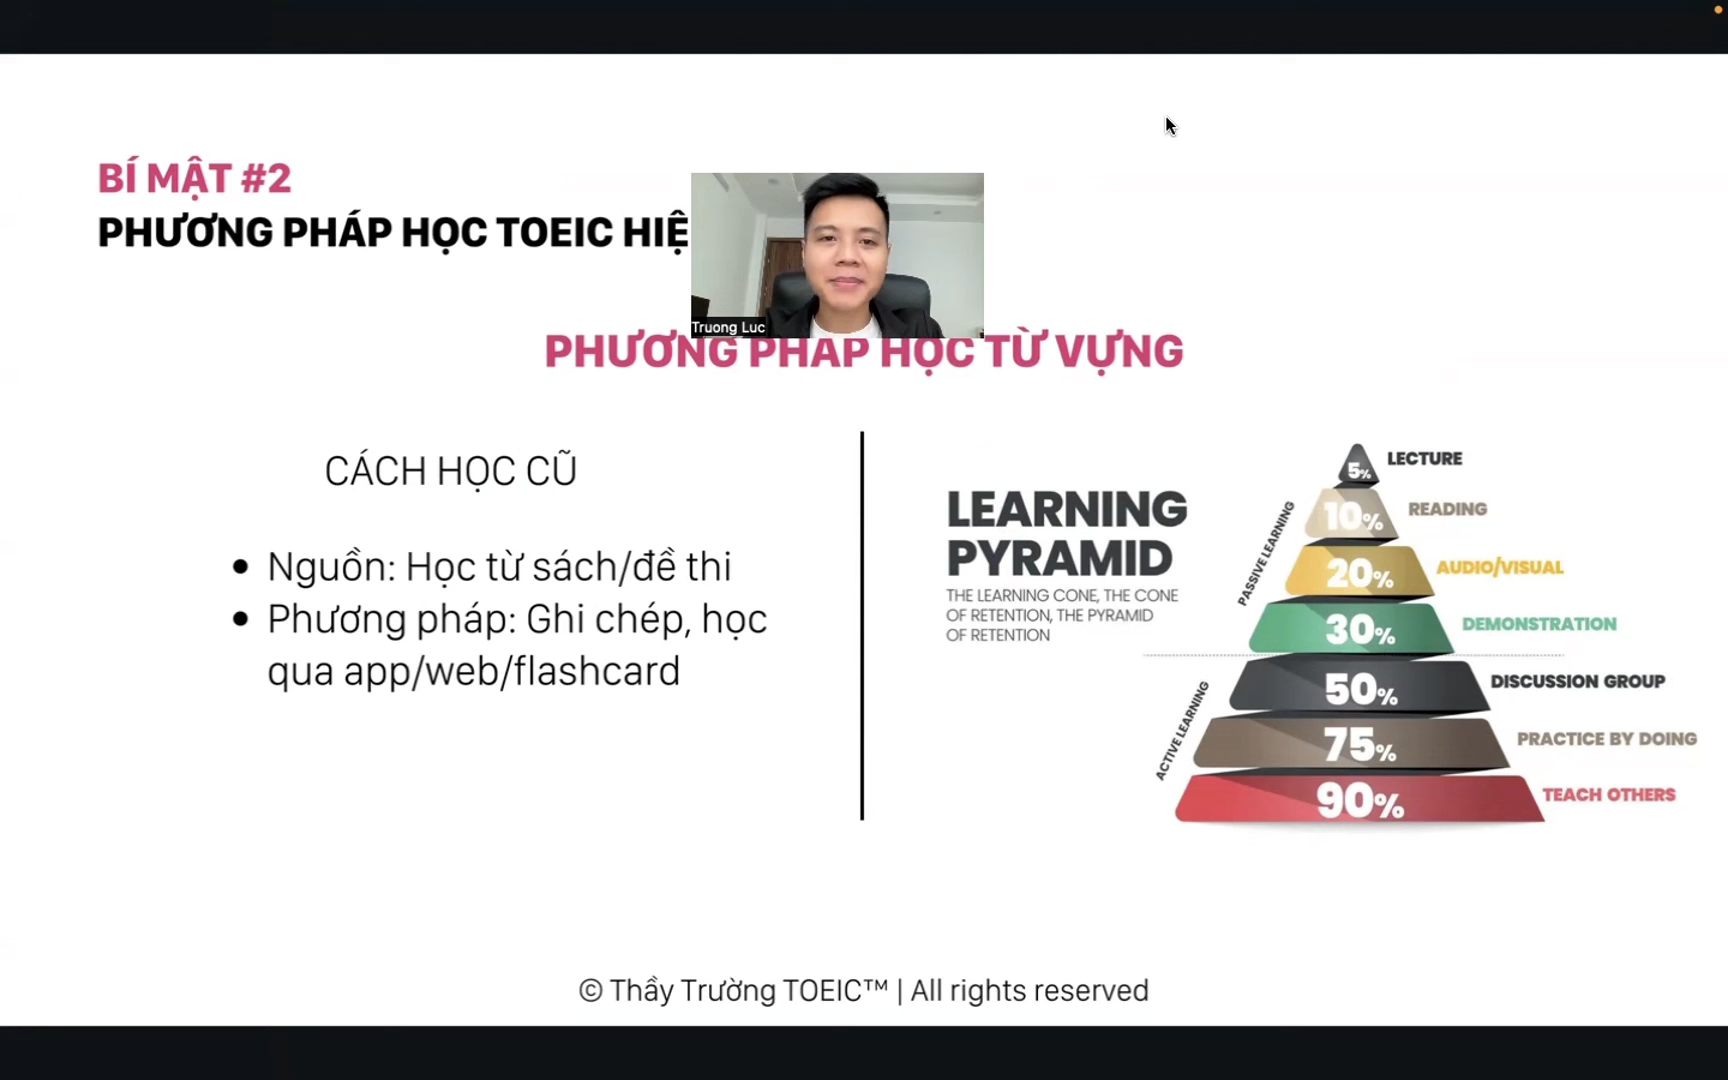 BÍ MẬT #2
PHƯƠNG PHÁP HỌC TOEIC HIỆ
Truong Luc
PHƯƠNG PHÁP HỌC TỪ VỰNG
CÁCH HỌC CŨ
• Nguồn: Học từ sách/đề thi
• Phương pháp: Ghi chép, học
qua app/web/flashcard
LEARNING
PYRAMID
THE LEARNING CONE, THE CONE
OF RETENTION, THE PYRAMID
OF RETENTION
PASSIVE LEARNING
ACTIVE LEARNING
5% LECTURE
10% READING
20% AUDIO/VISUAL
30% DEMONSTRATION
50% DISCUSSION GROUP
75% PRACTICE BY DOING
90% TEACH OTHERS
© Thầy Trường TOEIC™ | All rights reserved